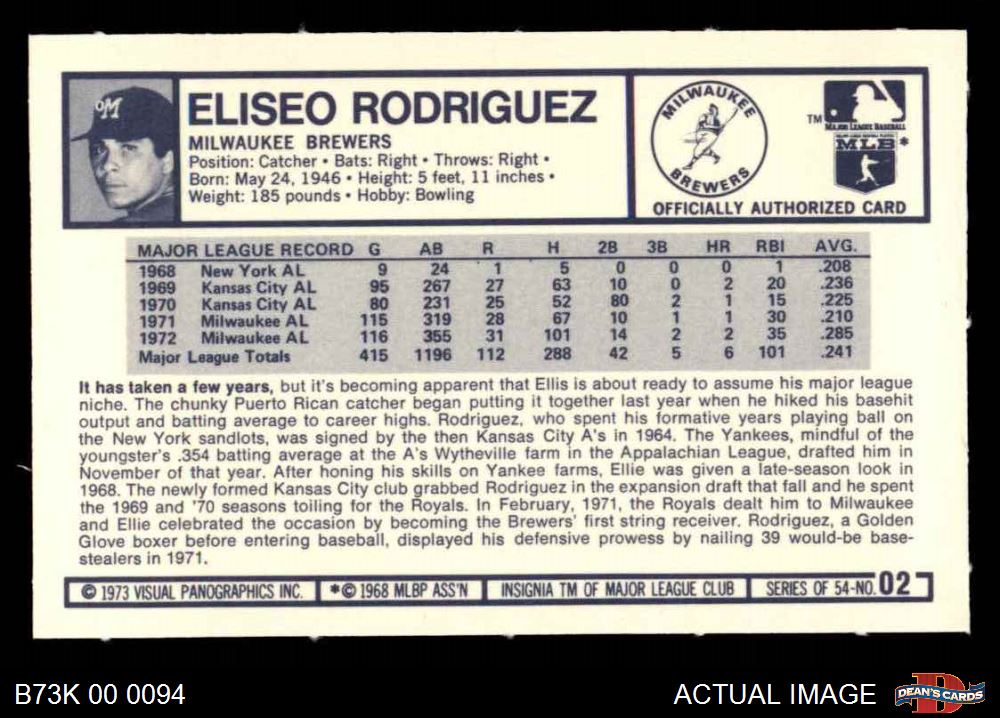 M
ELISEO RODRIGUEZ
MILWAUKEE BREWERS
Position: Catcher • Bats: Right • Throws: Right •
Born: May 24, 1946 • Height: 5 feet, 11 inches •
Weight: 185 pounds • Hobby: Bowling
MILWAUKEE
BREWERS
TM
MAJOR LEAGUE BASEBALL
MLB*
OFFICIALLY AUTHORIZED CARD
MAJOR LEAGUE RECORD G AB R H 2B 3B HR RBI AVG.
1968 New York AL 9 24 1 5 0 0 0 1 .208
1969 Kansas City AL 95 267 27 63 10 0 2 20 .236
1970 Kansas City AL 80 231 25 52 80 2 1 15 .225
1971 Milwaukee AL 115 319 28 67 10 1 1 30 .210
1972 Milwaukee AL 116 355 31 101 14 2 2 35 .285
Major League Totals 415 1196 112 288 42 5 6 101 .241
It has taken a few years, but it's becoming apparent that Ellis is about ready to assume his major league
niche. The chunky Puerto Rican catcher began putting it together last year when he hiked his basehit
output and batting average to career highs. Rodriguez, who spent his formative years playing ball on
the New York sandlots, was signed by the then Kansas City A's in 1964. The Yankees, mindful of the
youngster's .354 batting average at the A's Wytheville farm in the Appalachian League, drafted him in
November of that year. After honing his skills on Yankee farms, Ellie was given a late-season look in
1968. The newly formed Kansas City club grabbed Rodriguez in the expansion draft that fall and he spent
the 1969 and '70 seasons toiling for the Royals. In February, 1971, the Royals dealt him to Milwaukee
and Ellie celebrated the occasion by becoming the Brewers' first string receiver. Rodriguez, a Golden
Glove boxer before entering baseball, displayed his defensive prowess by nailing 39 would-be base-
stealers in 1971.
© 1973 VISUAL PANOGRAPHICS INC. *© 1968 MLBP ASS'N INSIGNIA TM OF MAJOR LEAGUE CLUB SERIES OF 54-NO. 02
B73K 00 0094
ACTUAL IMAGE
DEAN'S CARDS